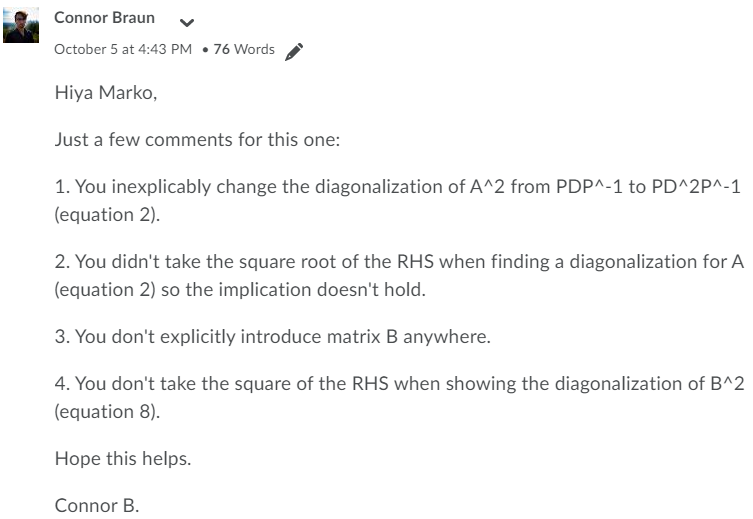 Connor Braun
October 5 at 4:43 PM • 76 Words
Hiya Marko,
Just a few comments for this one:
1. You inexplicably change the diagonalization of A^2 from PDP^-1 to PD^2P^-1
(equation 2).
2. You didn't take the square root of the RHS when finding a diagonalization for A
(equation 2) so the implication doesn't hold.
3. You don't explicitly introduce matrix B anywhere.
4. You don't take the square of the RHS when showing the diagonalization of B^2
(equation 8).
Hope this helps.
Connor B.